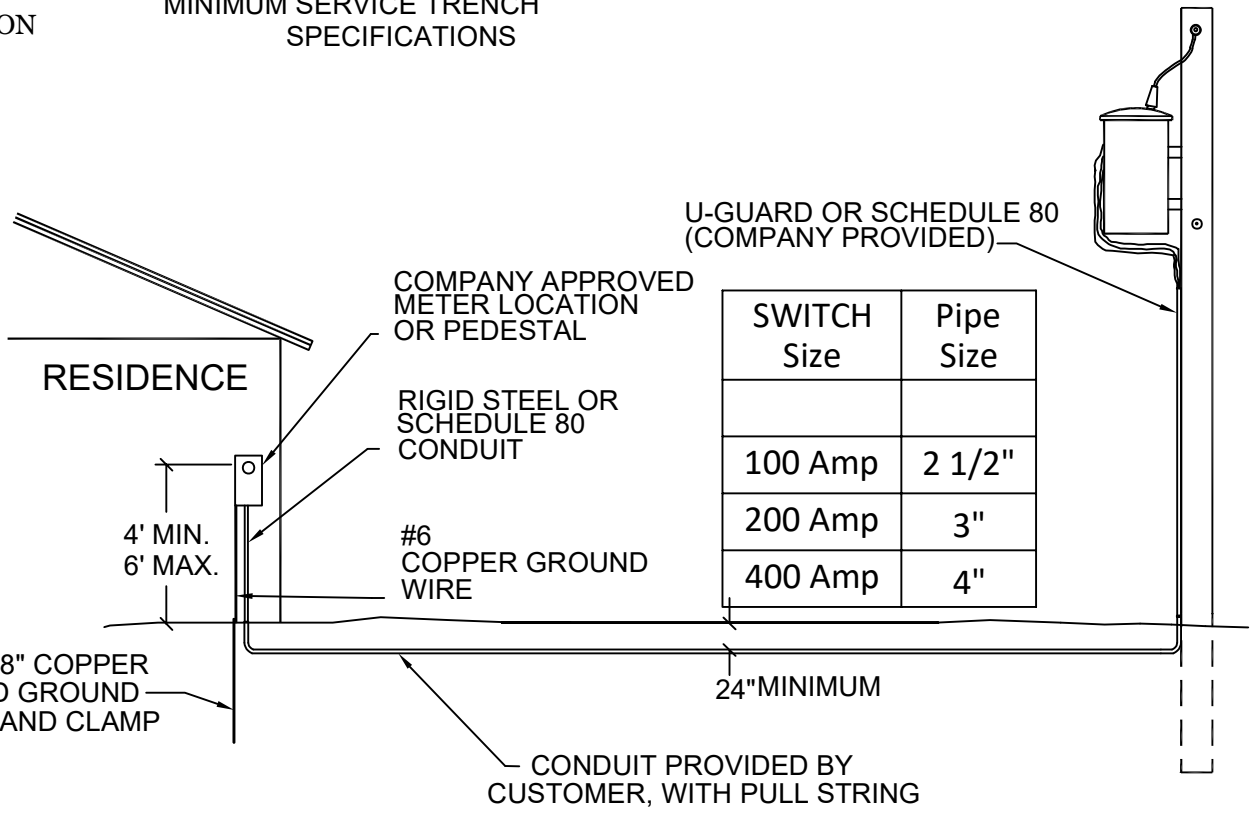 MINIMUM SERVICE TRENCH
SPECIFICATIONS
U-GUARD OR SCHEDULE 80
(COMPANY PROVIDED)
COMPANY APPROVED
METER LOCATION
OR PEDESTAL
SWITCH Size
Pipe Size
100 Amp 2 1/2"
200 Amp 3"
400 Amp 4"
RESIDENCE
RIGID STEEL OR
SCHEDULE 80
CONDUIT
4' MIN.
6' MAX.
#6
COPPER GROUND
WIRE
8" COPPER
GROUND
AND CLAMP
24"MINIMUM
CONDUIT PROVIDED BY
CUSTOMER, WITH PULL STRING